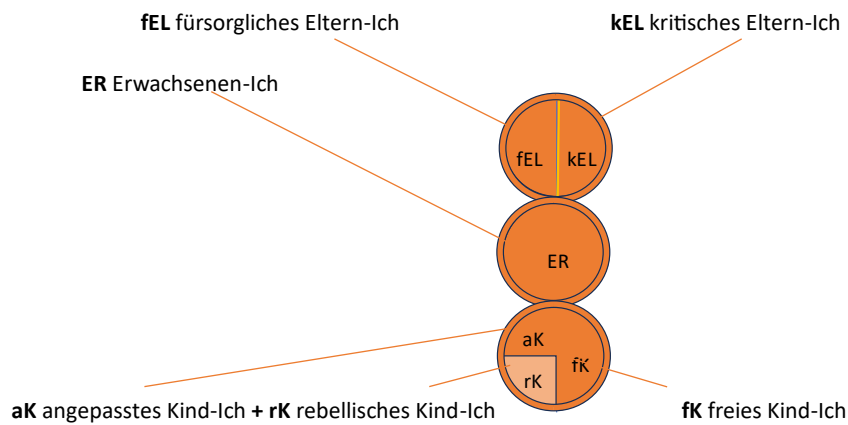 fEL fürsorgliches Eltern-Ich
kEL kritisches Eltern-Ich
ER Erwachsenen-Ich
fEL
kEL
ER
aK
fK
rK
aK angepasstes Kind-Ich + rK rebellisches Kind-Ich
fK freies Kind-Ich